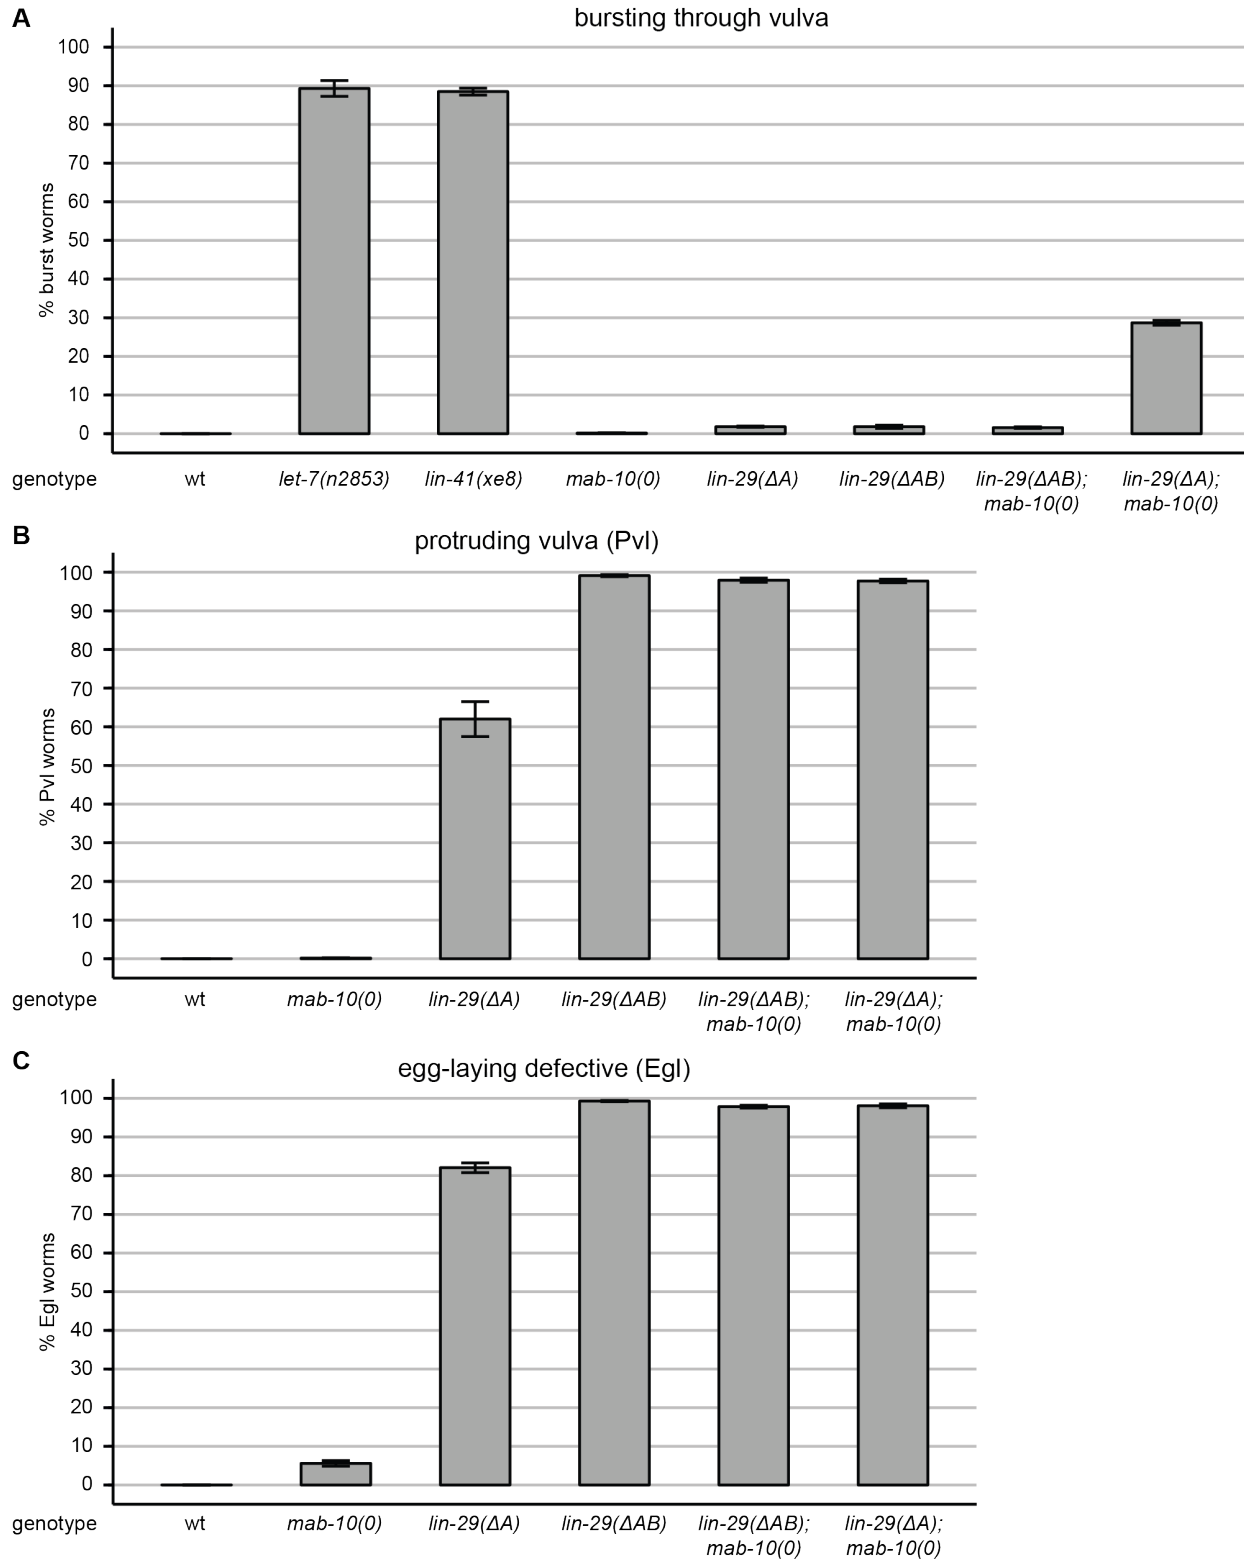 A
bursting through vulva
% burst worms
100
90
80
70
60
50
40
30
20
10
0
genotype wt let-7(n2853) lin-41(xe8) mab-10(0) lin-29(ΔA) lin-29(ΔAB) lin-29(ΔAB); lin-29(ΔA);
mab-10(0) mab-10(0)
B
protruding vulva (Pvl)
% Pvl worms
100
90
80
70
60
50
40
30
20
10
0
genotype wt mab-10(0) lin-29(ΔA) lin-29(ΔAB) lin-29(ΔAB); lin-29(ΔA);
mab-10(0) mab-10(0)
C
egg-laying defective (Egl)
% Egl worms
100
90
80
70
60
50
40
30
20
10
0
genotype wt mab-10(0) lin-29(ΔA) lin-29(ΔAB) lin-29(ΔAB); lin-29(ΔA);
mab-10(0) mab-10(0)